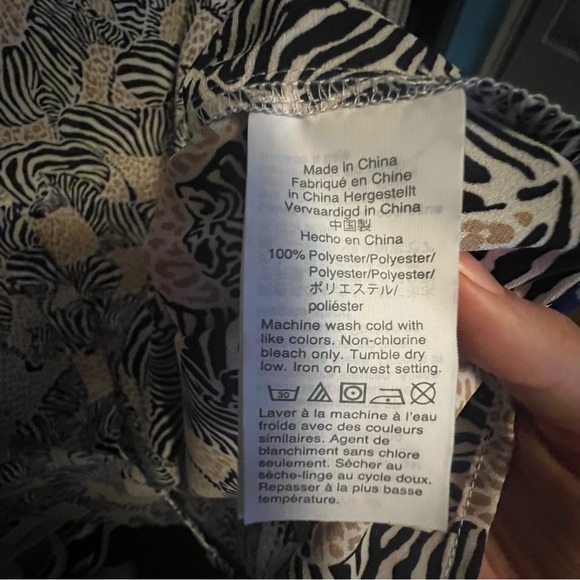 Made in China
Fabriqué en Chine
in China Hergestellt
Vervaardigd in China
中国製
Hecho en China
100% Polyester/Polyester/
Polyester/Polyester/
ポリエステル/
poliéster
Machine wash cold with
like colors. Non-chlorine
bleach only. Tumble dry
low. Iron on lowest setting.
30
Laver à la machine à l'eau
froide avec des couleurs
similaires. Agent de
blanchiment sans chlore
seulement. Sécher au
sèche-linge au cycle doux.
Repasser à la plus basse
température.